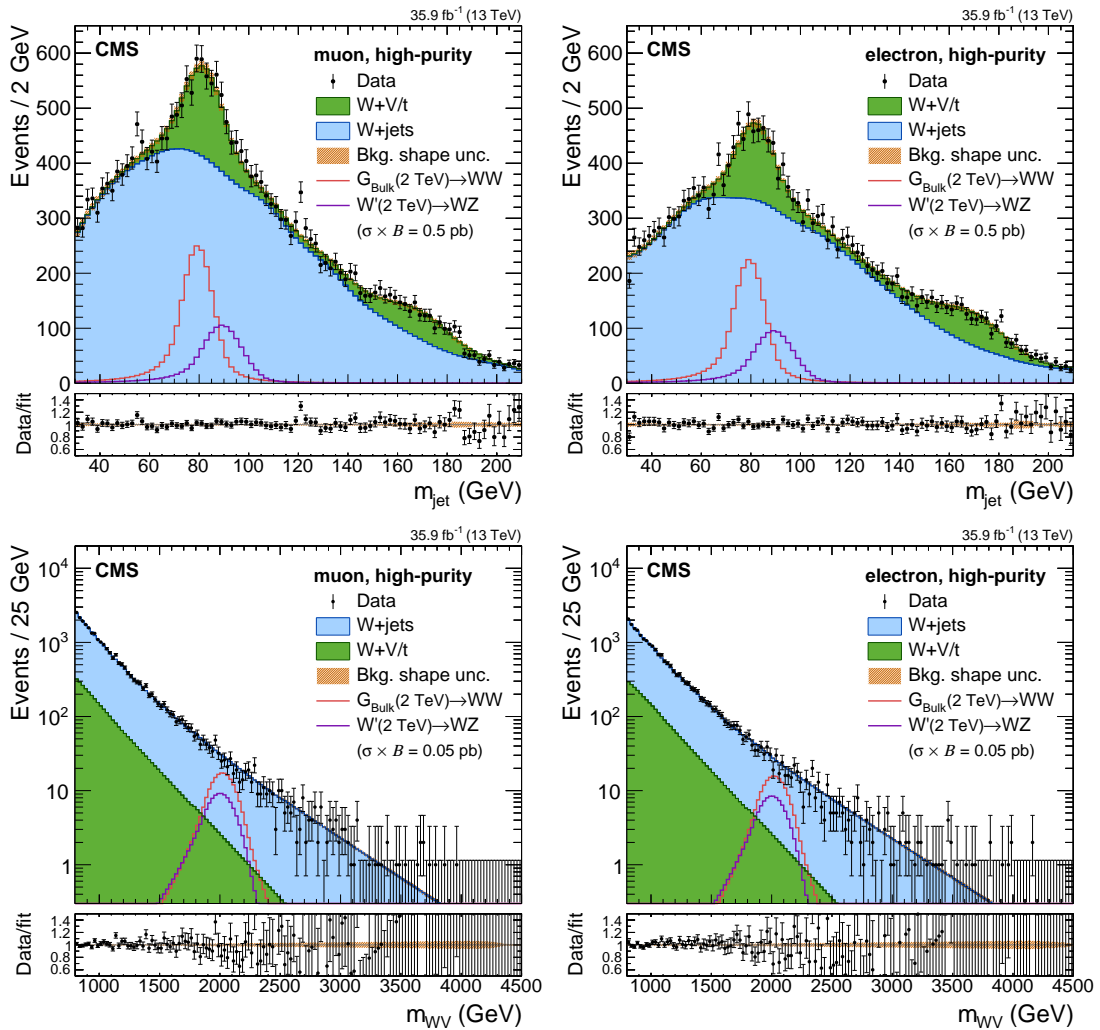 35.9 fb⁻¹ (13 TeV)
CMS
muon, high-purity
Data
W+V/t
W+jets
Bkg. shape unc.
G_Bulk(2 TeV)→WW
W'(2 TeV)→WZ
(σ × B = 0.5 pb)
Events / 2 GeV
600
500
400
300
200
100
0
Data/fit
1.4
1.2
1
0.8
0.6
40 60 80 100 120 140 160 180 200
m_jet (GeV)
35.9 fb⁻¹ (13 TeV)
CMS
electron, high-purity
Data
W+V/t
W+jets
Bkg. shape unc.
G_Bulk(2 TeV)→WW
W'(2 TeV)→WZ
(σ × B = 0.5 pb)
Events / 2 GeV
600
500
400
300
200
100
0
Data/fit
1.4
1.2
1
0.8
0.6
40 60 80 100 120 140 160 180 200
m_jet (GeV)
35.9 fb⁻¹ (13 TeV)
CMS
muon, high-purity
Data
W+jets
W+V/t
Bkg. shape unc.
G_Bulk(2 TeV)→WW
W'(2 TeV)→WZ
(σ × B = 0.05 pb)
Events / 25 GeV
10⁴
10³
10²
10
1
Data/fit
1.4
1.2
1
0.8
0.6
1000 1500 2000 2500 3000 3500 4000 4500
m_WV (GeV)
35.9 fb⁻¹ (13 TeV)
CMS
electron, high-purity
Data
W+jets
W+V/t
Bkg. shape unc.
G_Bulk(2 TeV)→WW
W'(2 TeV)→WZ
(σ × B = 0.05 pb)
Events / 25 GeV
10⁴
10³
10²
10
1
Data/fit
1.4
1.2
1
0.8
0.6
1000 1500 2000 2500 3000 3500 4000 4500
m_WV (GeV)